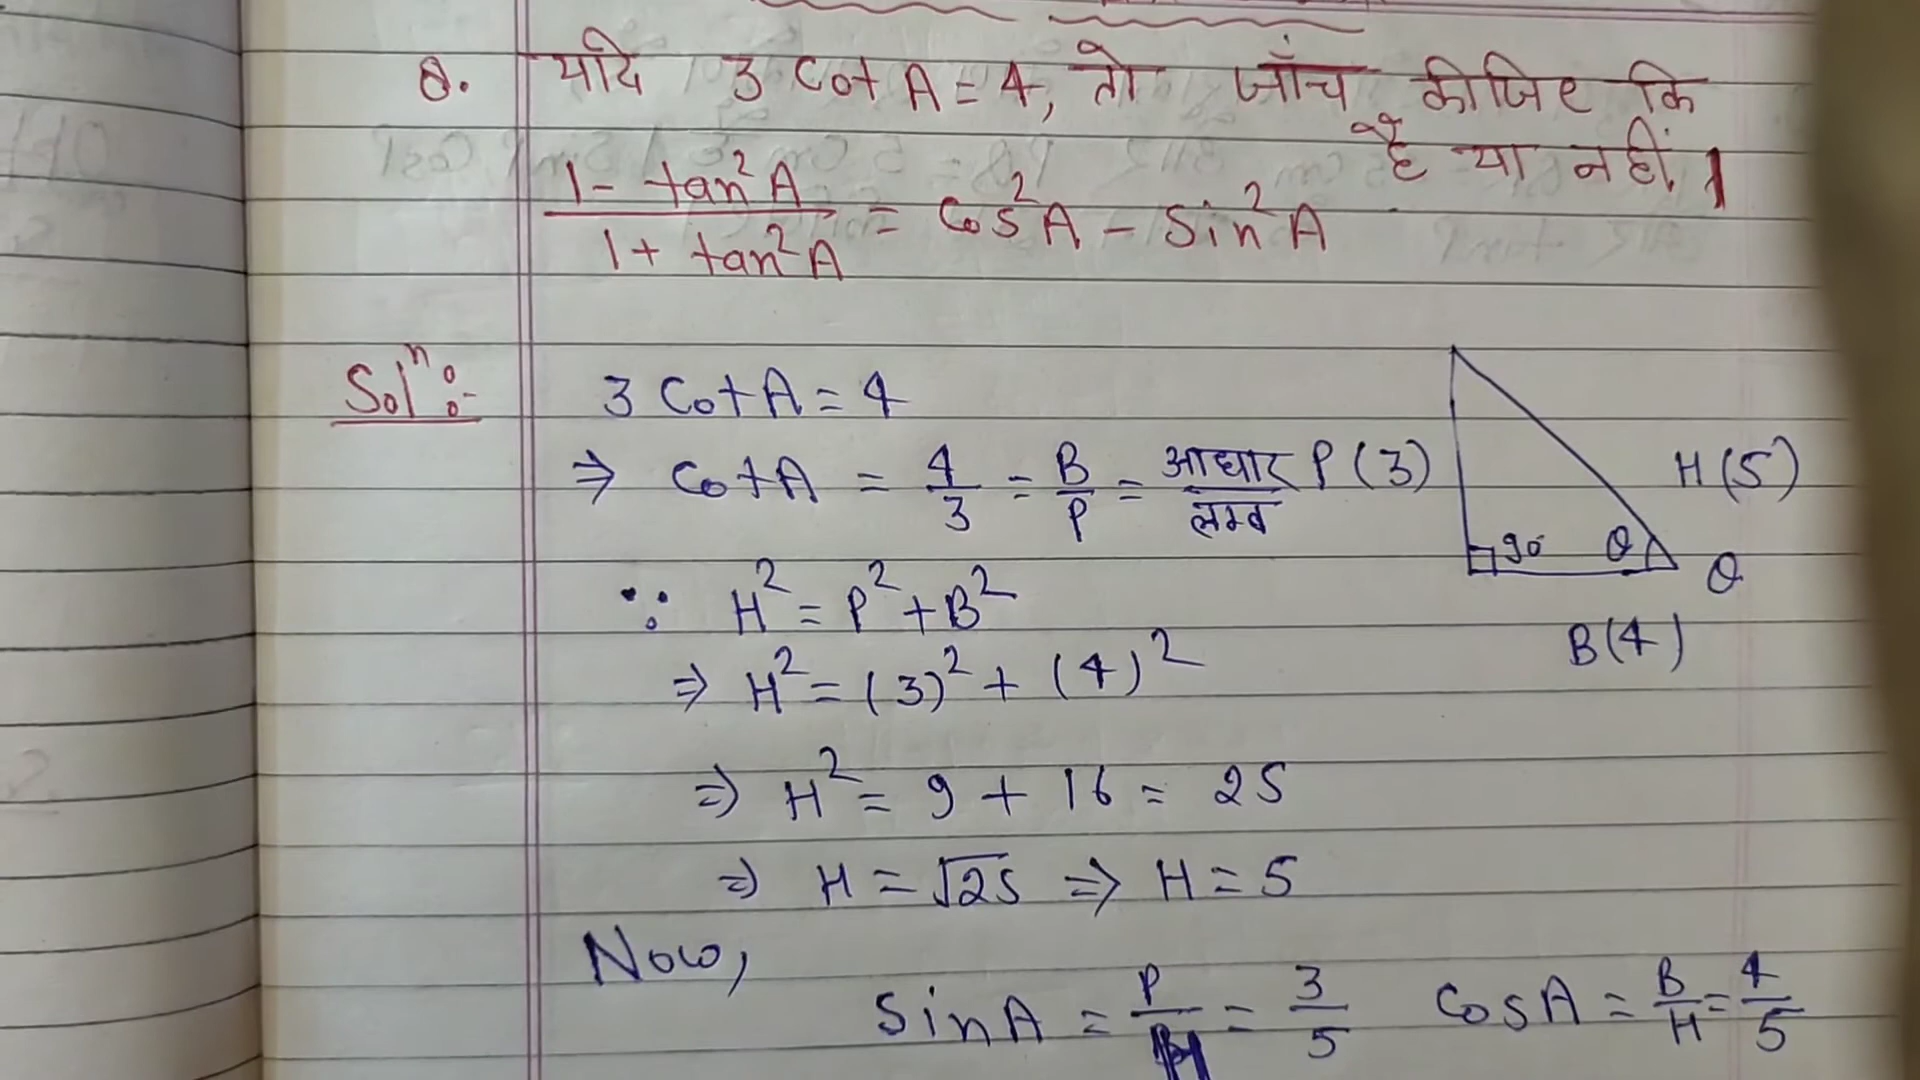 Q. यदि 3 Cot A = 4, तो जाँच कीजिए कि
है या नहीं।
1 - tan²A / 1 + tan²A = Cos²A - Sin²A
Solⁿ :-
3 Cot A = 4
⇒ Cot A = 4/3 = B/P = आधार/लम्ब
P (3)
H (5)
90° θ
θ
B (4)
∵ H² = P² + B²
⇒ H² = (3)² + (4)²
⇒ H² = 9 + 16 = 25
⇒ H = √25 ⇒ H = 5
Now,
Sin A = P/H = 3/5 Cos A = B/H = 4/5